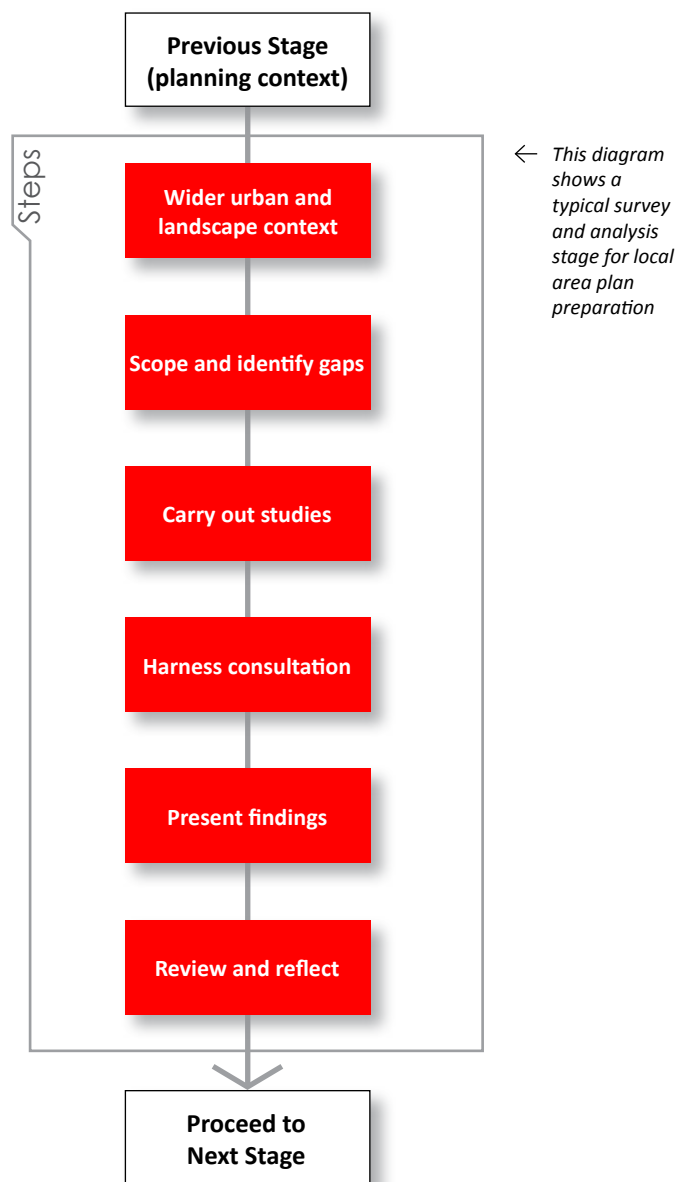 Previous Stage
(planning context)
Steps
Wider urban and
landscape context
← This diagram
shows a
typical survey
and analysis
stage for local
area plan
preparation
Scope and identify gaps
Carry out studies
Harness consultation
Present findings
Review and reflect
Proceed to
Next Stage